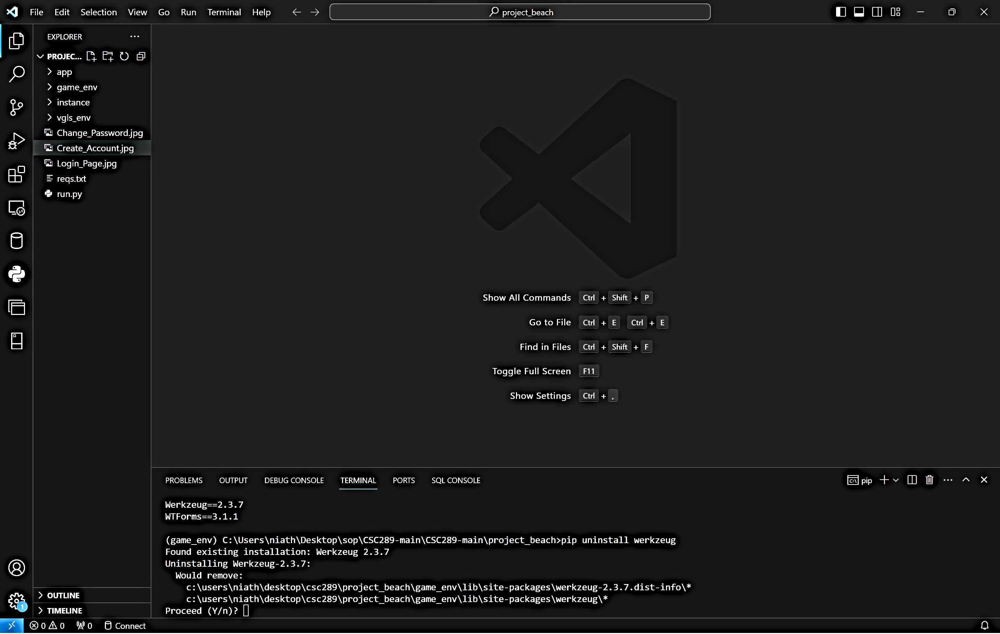 File Edit Selection View Go Run Terminal Help
project_beach
EXPLORER
PROJEC...
app
game_env
instance
vgls_env
Change_Password.jpg
Create_Account.jpg
Login_Page.jpg
reqs.txt
run.py
Show All Commands Ctrl + Shift + P
Go to File Ctrl + E Ctrl + E
Find in Files Ctrl + Shift + F
Toggle Full Screen F11
Show Settings Ctrl + ,
PROBLEMS OUTPUT DEBUG CONSOLE TERMINAL PORTS SQL CONSOLE
pip
Werkzeug==2.3.7
WTForms==3.1.1
(game_env) C:\Users\niath\Desktop\sop\CSC289-main\CSC289-main\project_beach>pip uninstall werkzeug
Found existing installation: Werkzeug 2.3.7
Uninstalling Werkzeug-2.3.7:
Would remove:
c:\users\niath\desktop\csc289\project_beach\game_env\lib\site-packages\werkzeug-2.3.7.dist-info\*
c:\users\niath\desktop\csc289\project_beach\game_env\lib\site-packages\werkzeug\*
Proceed (Y/n)?
OUTLINE
TIMELINE
1
0 0 0 Connect